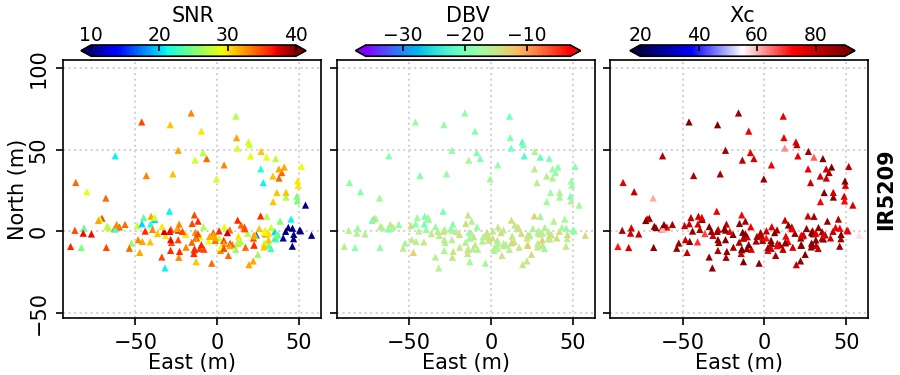 SNR DBV Xc
10 20 30 40 −30 −20 −10 20 40 60 80
100
50
0
−50
North (m)
IR5209
−50 0 50 −50 0 50 −50 0 50
East (m) East (m) East (m)